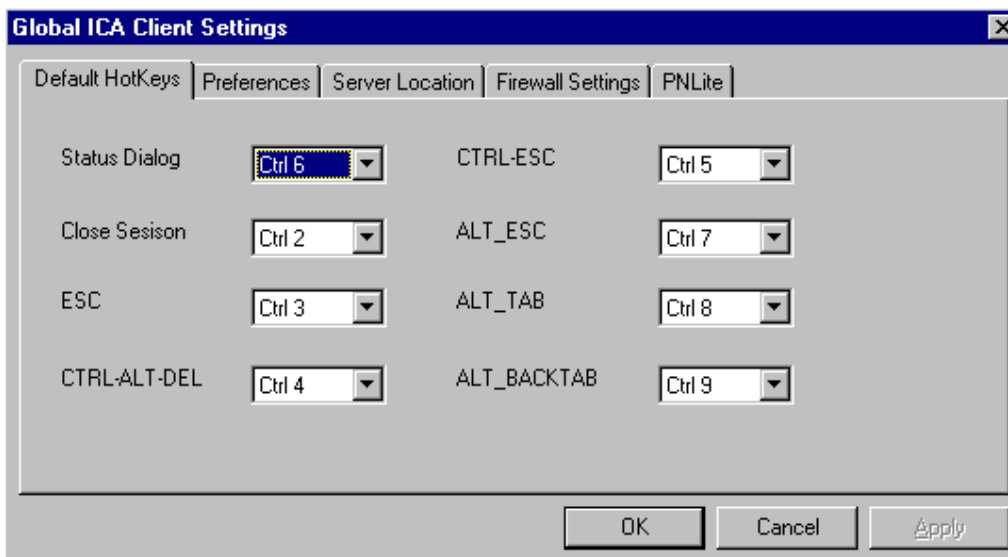 Global ICA Client Settings
Default HotKeys Preferences Server Location Firewall Settings PNLite
Status Dialog Ctrl 6 CTRL-ESC Ctrl 5
Close Sesison Ctrl 2 ALT_ESC Ctrl 7
ESC Ctrl 3 ALT_TAB Ctrl 8
CTRL-ALT-DEL Ctrl 4 ALT_BACKTAB Ctrl 9
OK Cancel Apply